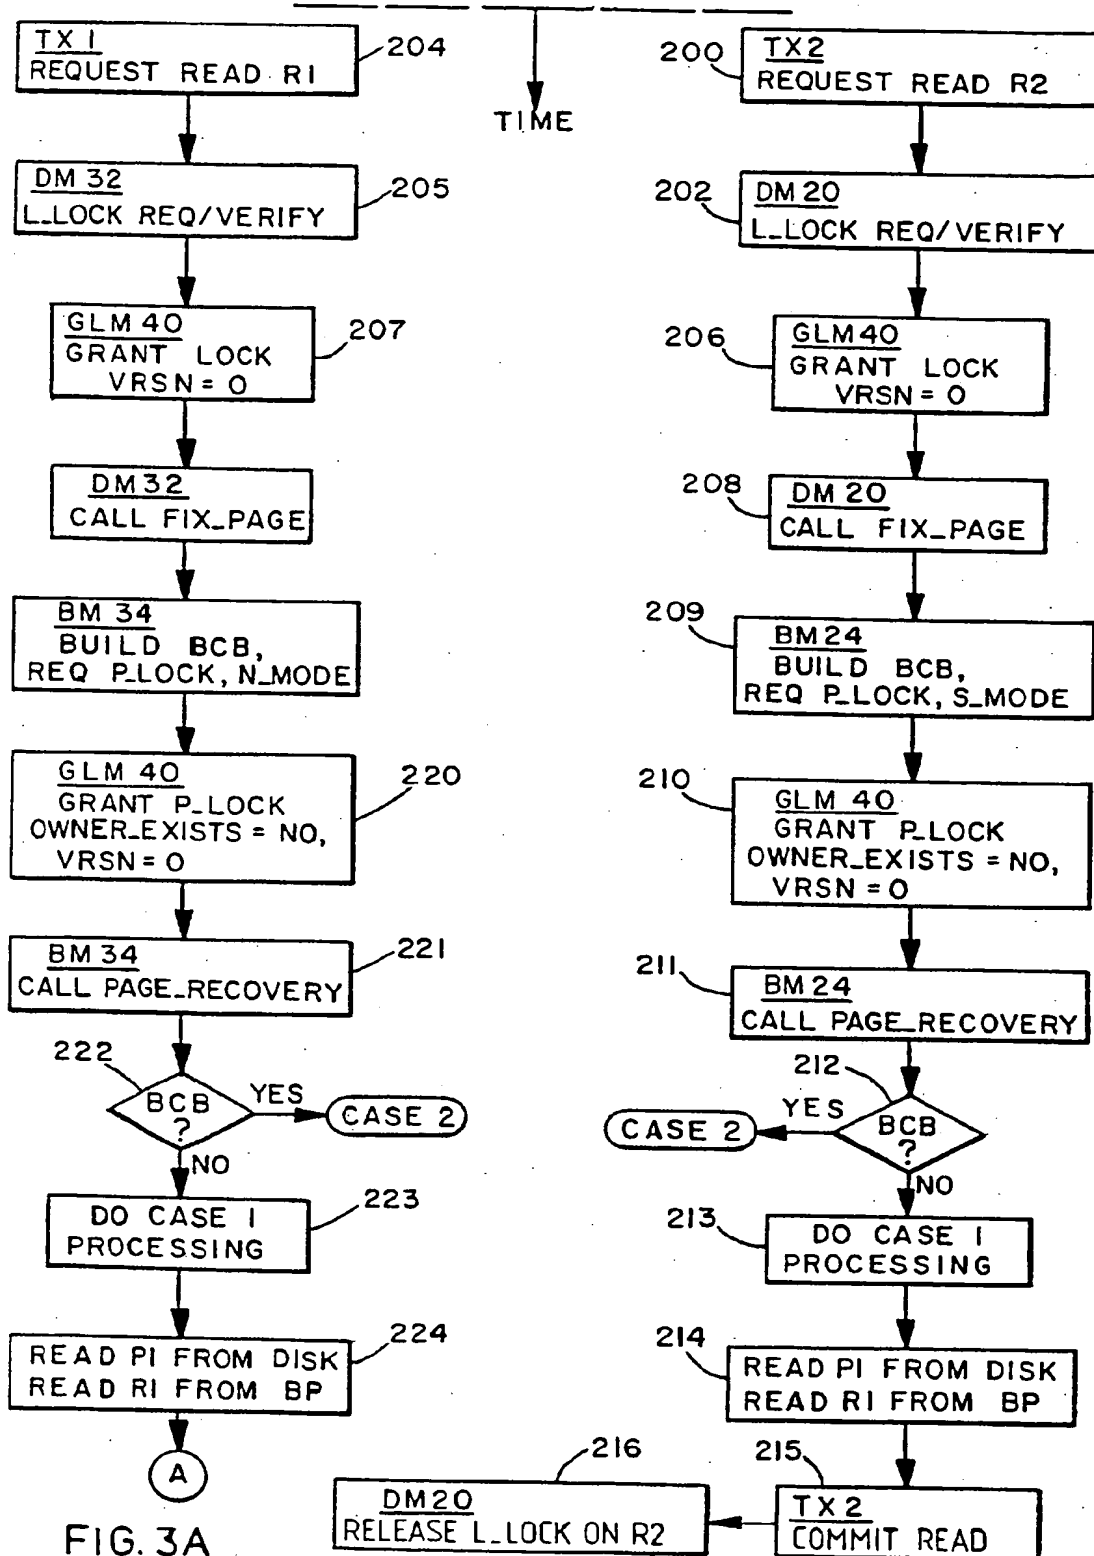 TX 1
REQUEST READ R1
204
TIME
200
TX2
REQUEST READ R2
DM 32
L_LOCK REQ/VERIFY
205
202
DM 20
L_LOCK REQ/VERIFY
GLM 40
GRANT LOCK
VRSN = 0
207
206
GLM 40
GRANT LOCK
VRSN = 0
DM 32
CALL FIX_PAGE
208
DM 20
CALL FIX_PAGE
BM 34
BUILD BCB,
REQ P_LOCK, N_MODE
209
BM 24
BUILD BCB,
REQ P_LOCK, S_MODE
GLM 40
GRANT P_LOCK
OWNER_EXISTS = NO,
VRSN = 0
220
210
GLM 40
GRANT P_LOCK
OWNER_EXISTS = NO,
VRSN = 0
BM 34
CALL PAGE_RECOVERY
221
211
BM 24
CALL PAGE_RECOVERY
222
BCB
?
YES
CASE 2
NO
212
BCB
?
YES
CASE 2
NO
DO CASE 1
PROCESSING
223
213
DO CASE 1
PROCESSING
READ P1 FROM DISK
READ R1 FROM BP
224
214
READ P1 FROM DISK
READ R1 FROM BP
A
216
DM20
RELEASE L_LOCK ON R2
215
TX 2
COMMIT READ
FIG. 3A